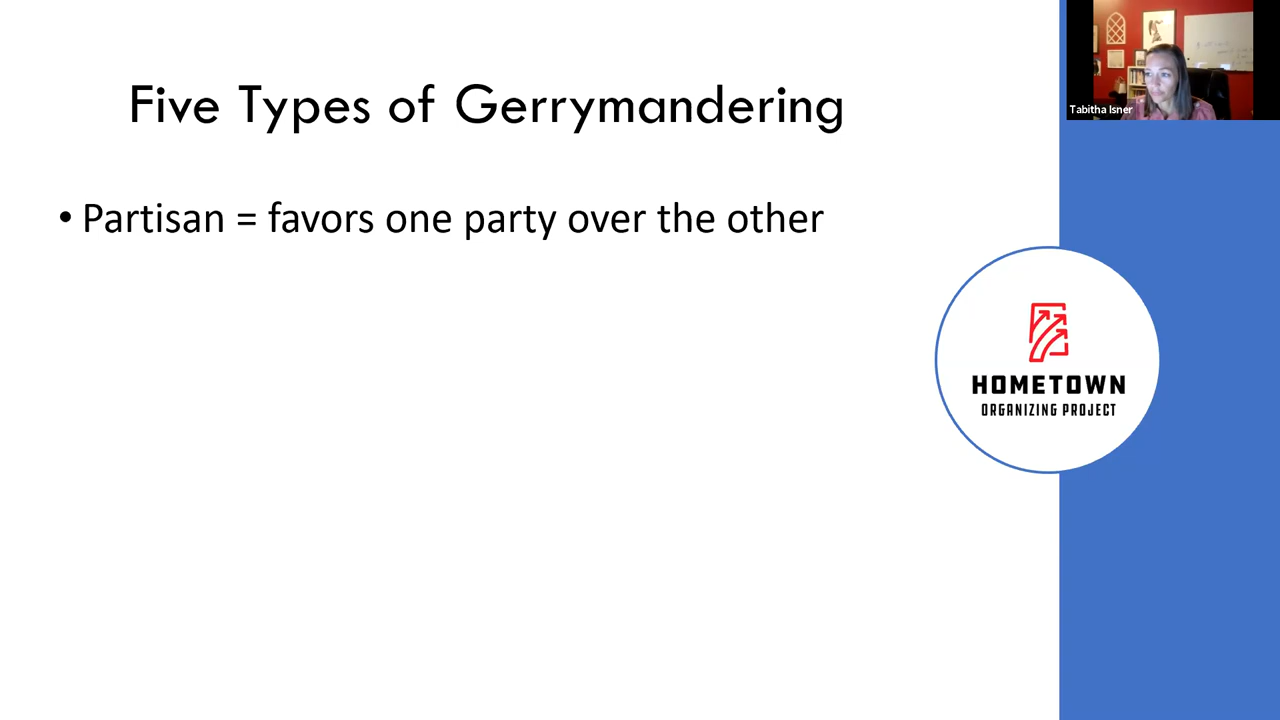 Five Types of Gerrymandering
Tabitha Isner
• Partisan = favors one party over the other
HOMETOWN
ORGANIZING PROJECT